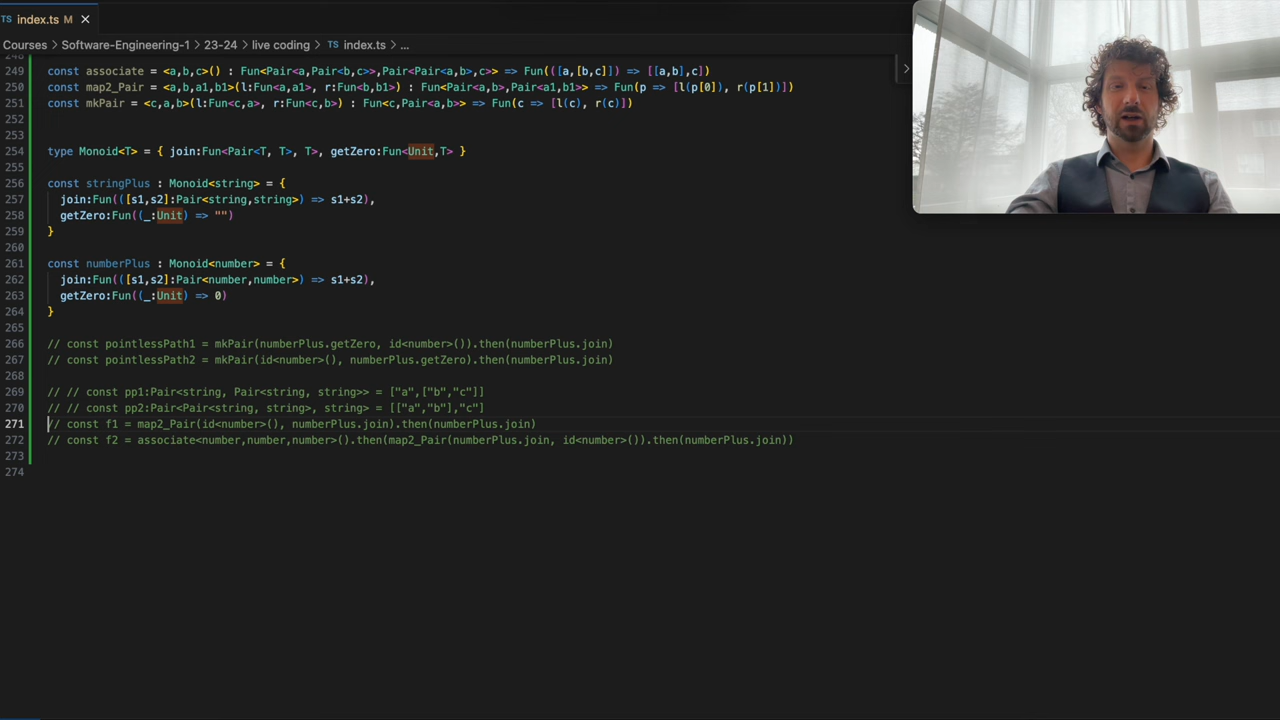 TS index.ts M ×
Courses > Software-Engineering-1 > 23-24 > live coding > TS index.ts > ...
248
249 const associate = <a,b,c>() : Fun<Pair<a,Pair<b,c>>,Pair<Pair<a,b>,c>> => Fun(([a,[b,c]]) => [[a,b],c])
250 const map2_Pair = <a,b,a1,b1>(l:Fun<a,a1>, r:Fun<b,b1>) : Fun<Pair<a,b>,Pair<a1,b1>> => Fun(p => [l(p[0]), r(p[1])])
251 const mkPair = <c,a,b>(l:Fun<c,a>, r:Fun<c,b>) : Fun<c,Pair<a,b>> => Fun(c => [l(c), r(c)])
252
253
254 type Monoid<T> = { join:Fun<Pair<T, T>, T>, getZero:Fun<Unit,T> }
255
256 const stringPlus : Monoid<string> = {
257 join:Fun(([s1,s2]:Pair<string,string>) => s1+s2),
258 getZero:Fun((_:Unit) => "")
259 }
260
261 const numberPlus : Monoid<number> = {
262 join:Fun(([s1,s2]:Pair<number,number>) => s1+s2),
263 getZero:Fun((_:Unit) => 0)
264 }
265
266 // const pointlessPath1 = mkPair(numberPlus.getZero, id<number>()).then(numberPlus.join)
267 // const pointlessPath2 = mkPair(id<number>(), numberPlus.getZero).then(numberPlus.join)
268
269 // // const pp1:Pair<string, Pair<string, string>> = ["a",["b","c"]]
270 // // const pp2:Pair<Pair<string, string>, string> = [["a","b"],"c"]
271 // const f1 = map2_Pair(id<number>(), numberPlus.join).then(numberPlus.join)
272 // const f2 = associate<number,number,number>().then(map2_Pair(numberPlus.join, id<number>()).then(numberPlus.join))
273
274